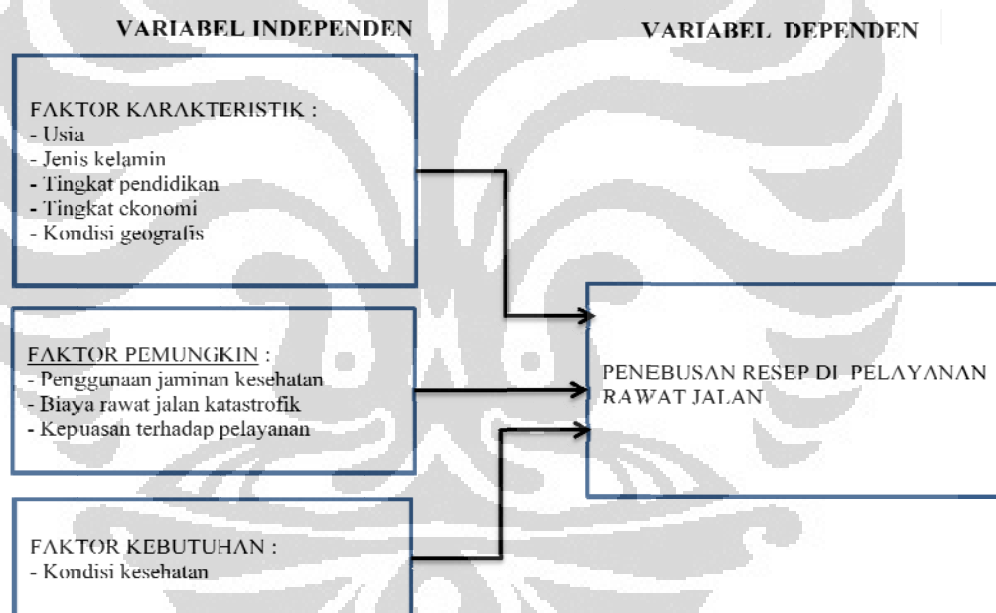 VARIABEL INDEPENDEN
VARIABEL DEPENDEN
FAKTOR KARAKTERISTIK :
- Usia
- Jenis kelamin
- Tingkat pendidikan
- Tingkat ekonomi
- Kondisi geografis
FAKTOR PEMUNGKIN :
- Penggunaan jaminan kesehatan
- Biaya rawat jalan katastrofik
- Kepuasan terhadap pelayanan
FAKTOR KEBUTUHAN :
- Kondisi kesehatan
PENEBUSAN RESEP DI PELAYANAN
RAWAT JALAN